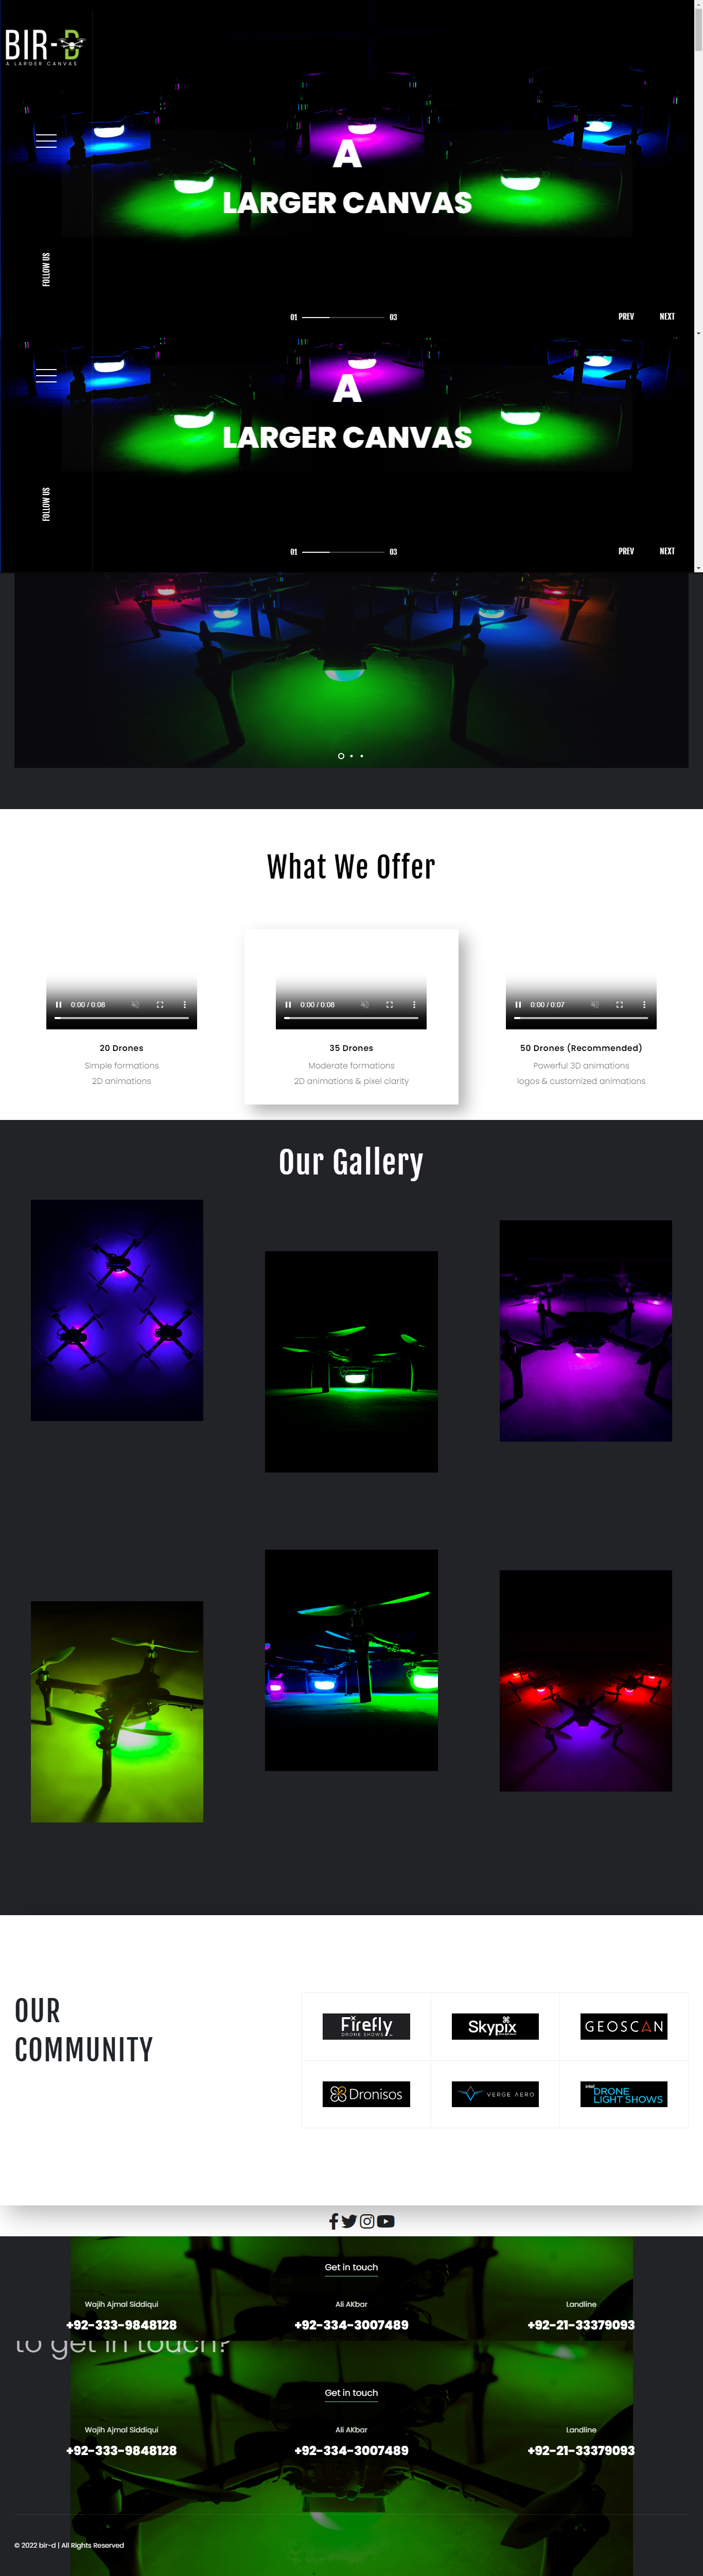 BIR-D
A LARGER CANVAS
A
LARGER CANVAS
FOLLOW US
01
03
PREV
NEXT
A
LARGER CANVAS
FOLLOW US
01
03
PREV
NEXT
What We Offer
0:00 / 0:08
0:00 / 0:08
0:00 / 0:07
20 Drones
Simple formations
2D animations
35 Drones
Moderate formations
2D animations & pixel clarity
50 Drones (Recommended)
Powerful 3D animations
logos & customized animations
Our Gallery
OUR
COMMUNITY
Firefly
DRONE SHOWS
Skypix
GEOSCAN
Dronisos
VERGE AERO
intel
DRONE
LIGHT SHOWS
Get in touch
Wajih Ajmal Siddiqui
+92-333-9848128
Ali AKbar
+92-334-3007489
Landline
+92-21-33379093
to get in touch?
Get in touch
Wajih Ajmal Siddiqui
+92-333-9848128
Ali AKbar
+92-334-3007489
Landline
+92-21-33379093
© 2022 bir-d | All Rights Reserved